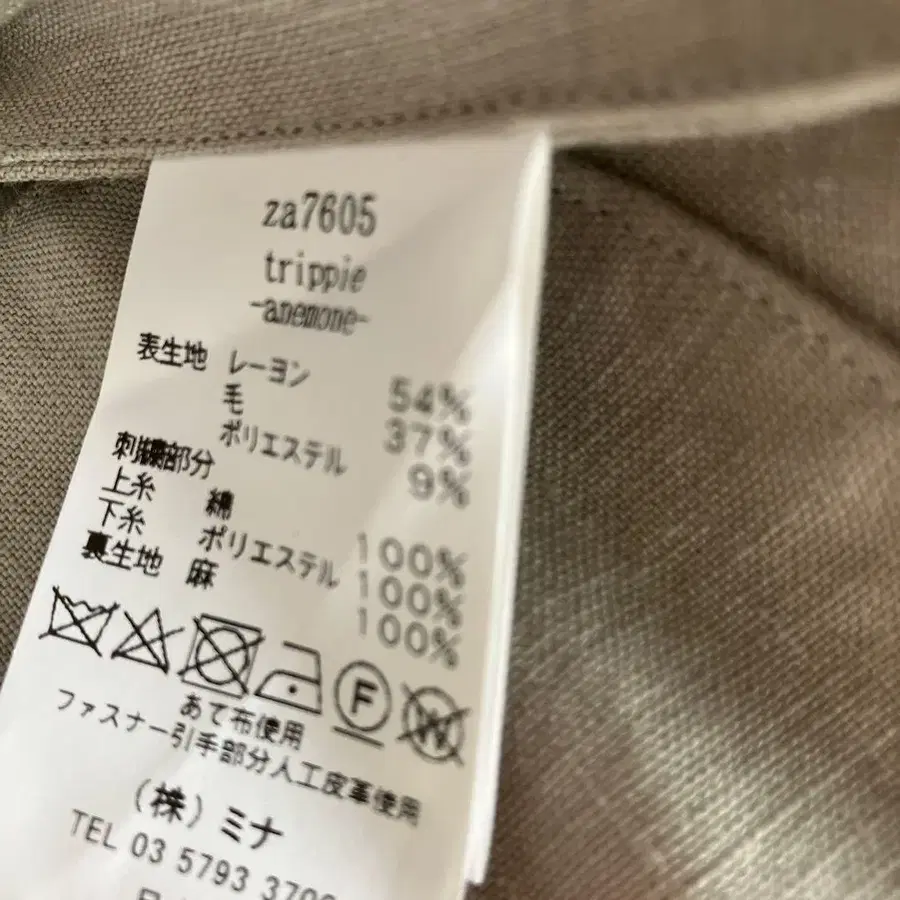 za7605
trippie
-anemone-
表生地 レーヨン 54%
毛 37%
ポリエステル 9%
刺繍部分
上糸 綿 100%
下糸 ポリエステル 100%
裏生地 麻 100%
F W
あて布使用
ファスナー引手部分人工皮革使用
(株)ミナ
TEL 03 5793